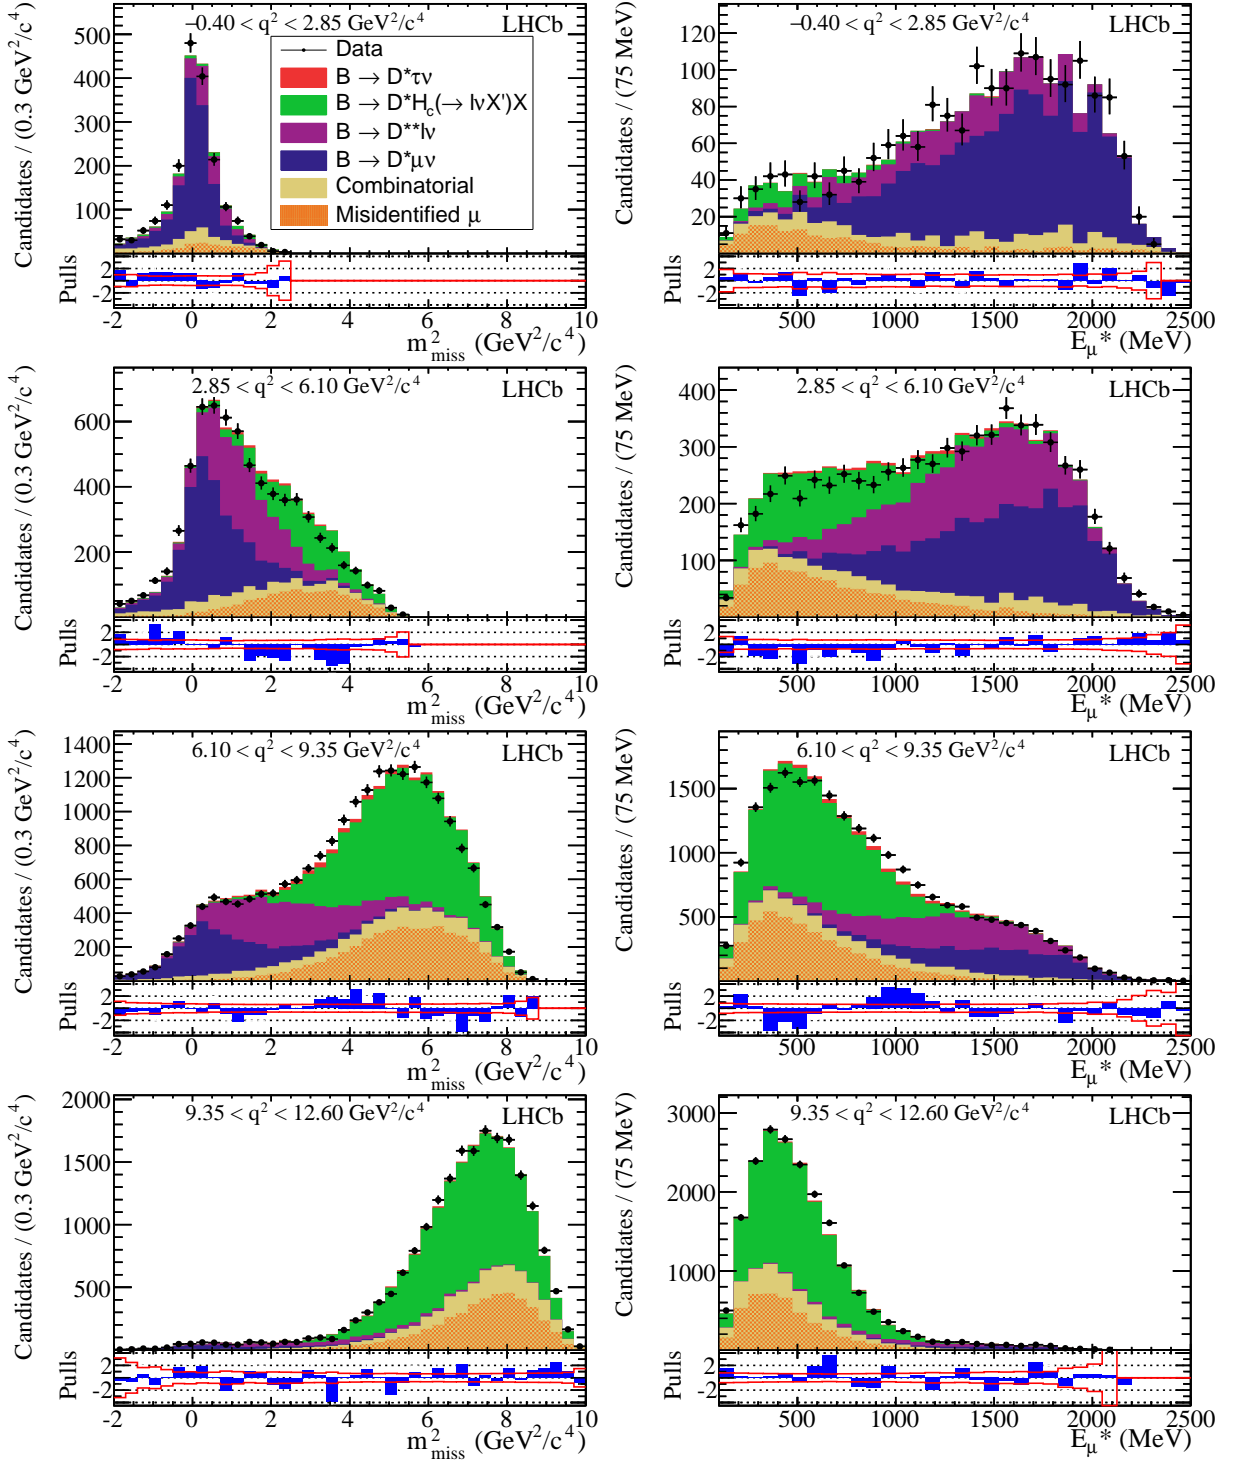 −0.40 < q² < 2.85 GeV²/c⁴
LHCb
Candidates / (0.3 GeV²/c⁴)
500
400
300
200
100
Data
B → D*τν
B → D*H_c(→ lνX')X
B → D**lν
B → D*μν
Combinatorial
Misidentified μ
Pulls
2
-2
-2 0 2 4 6 8 10
m²_miss (GeV²/c⁴)
−0.40 < q² < 2.85 GeV²/c⁴
LHCb
Candidates / (75 MeV)
120
100
80
60
40
20
Pulls
2
-2
500 1000 1500 2000 2500
E_μ* (MeV)
2.85 < q² < 6.10 GeV²/c⁴
LHCb
Candidates / (0.3 GeV²/c⁴)
600
400
200
Pulls
2
-2
-2 0 2 4 6 8 10
m²_miss (GeV²/c⁴)
2.85 < q² < 6.10 GeV²/c⁴
LHCb
Candidates / (75 MeV)
400
300
200
100
Pulls
2
-2
500 1000 1500 2000 2500
E_μ* (MeV)
6.10 < q² < 9.35 GeV²/c⁴
LHCb
Candidates / (0.3 GeV²/c⁴)
1400
1200
1000
800
600
400
200
Pulls
2
-2
-2 0 2 4 6 8 10
m²_miss (GeV²/c⁴)
6.10 < q² < 9.35 GeV²/c⁴
LHCb
Candidates / (75 MeV)
1500
1000
500
Pulls
2
-2
500 1000 1500 2000 2500
E_μ* (MeV)
9.35 < q² < 12.60 GeV²/c⁴
LHCb
Candidates / (0.3 GeV²/c⁴)
2000
1500
1000
500
Pulls
2
-2
-2 0 2 4 6 8 10
m²_miss (GeV²/c⁴)
9.35 < q² < 12.60 GeV²/c⁴
LHCb
Candidates / (75 MeV)
3000
2000
1000
Pulls
2
-2
500 1000 1500 2000 2500
E_μ* (MeV)